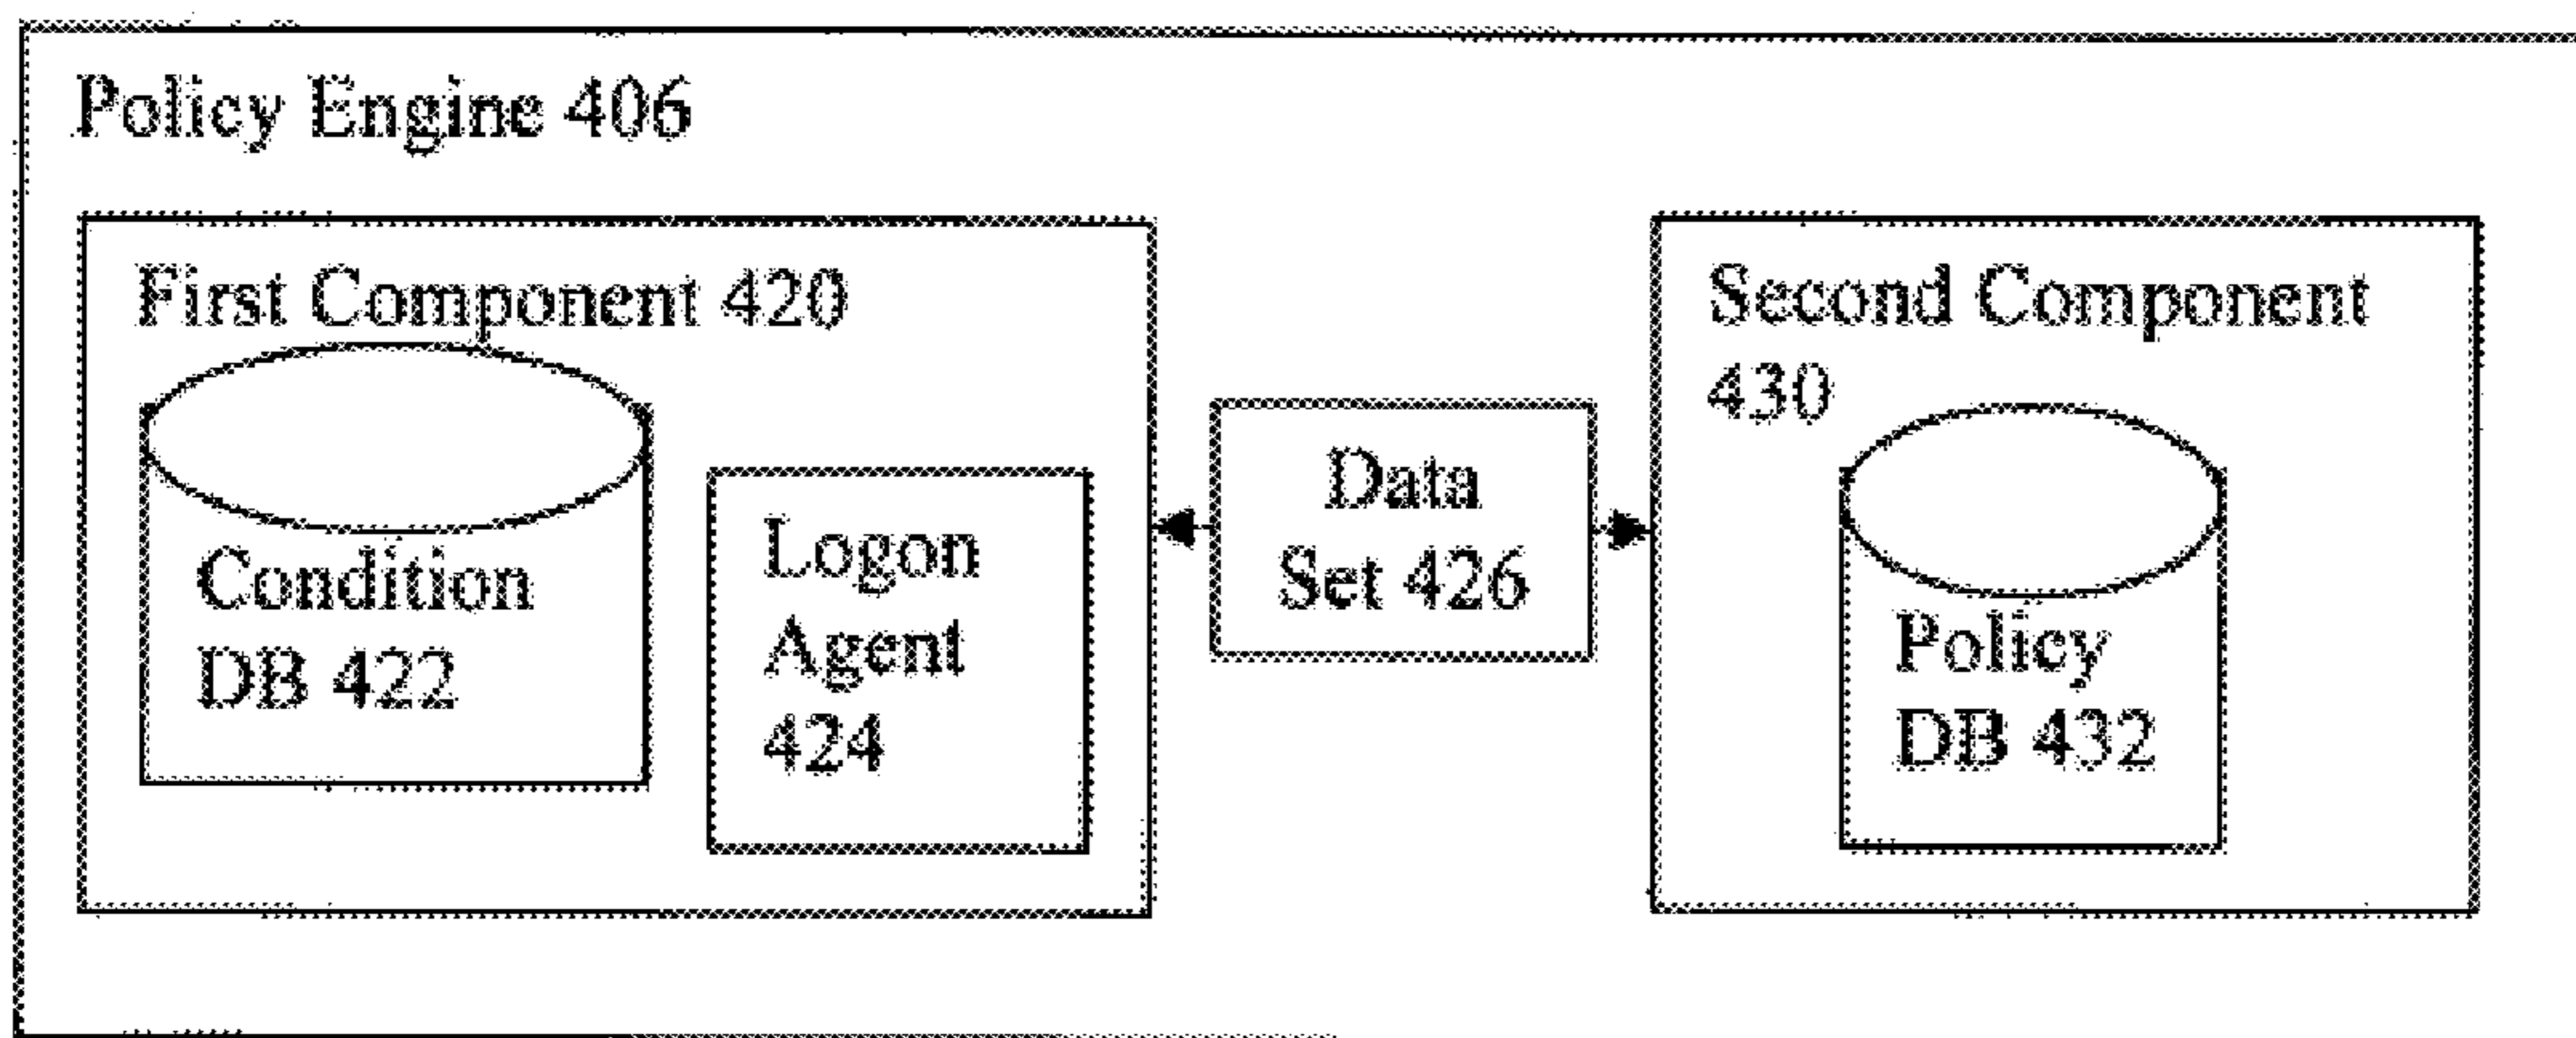 Policy Engine 406
First Component 420
Condition
DB 422
Logon
Agent
424
Data
Set 426
Second Component
430
Policy
DB 432